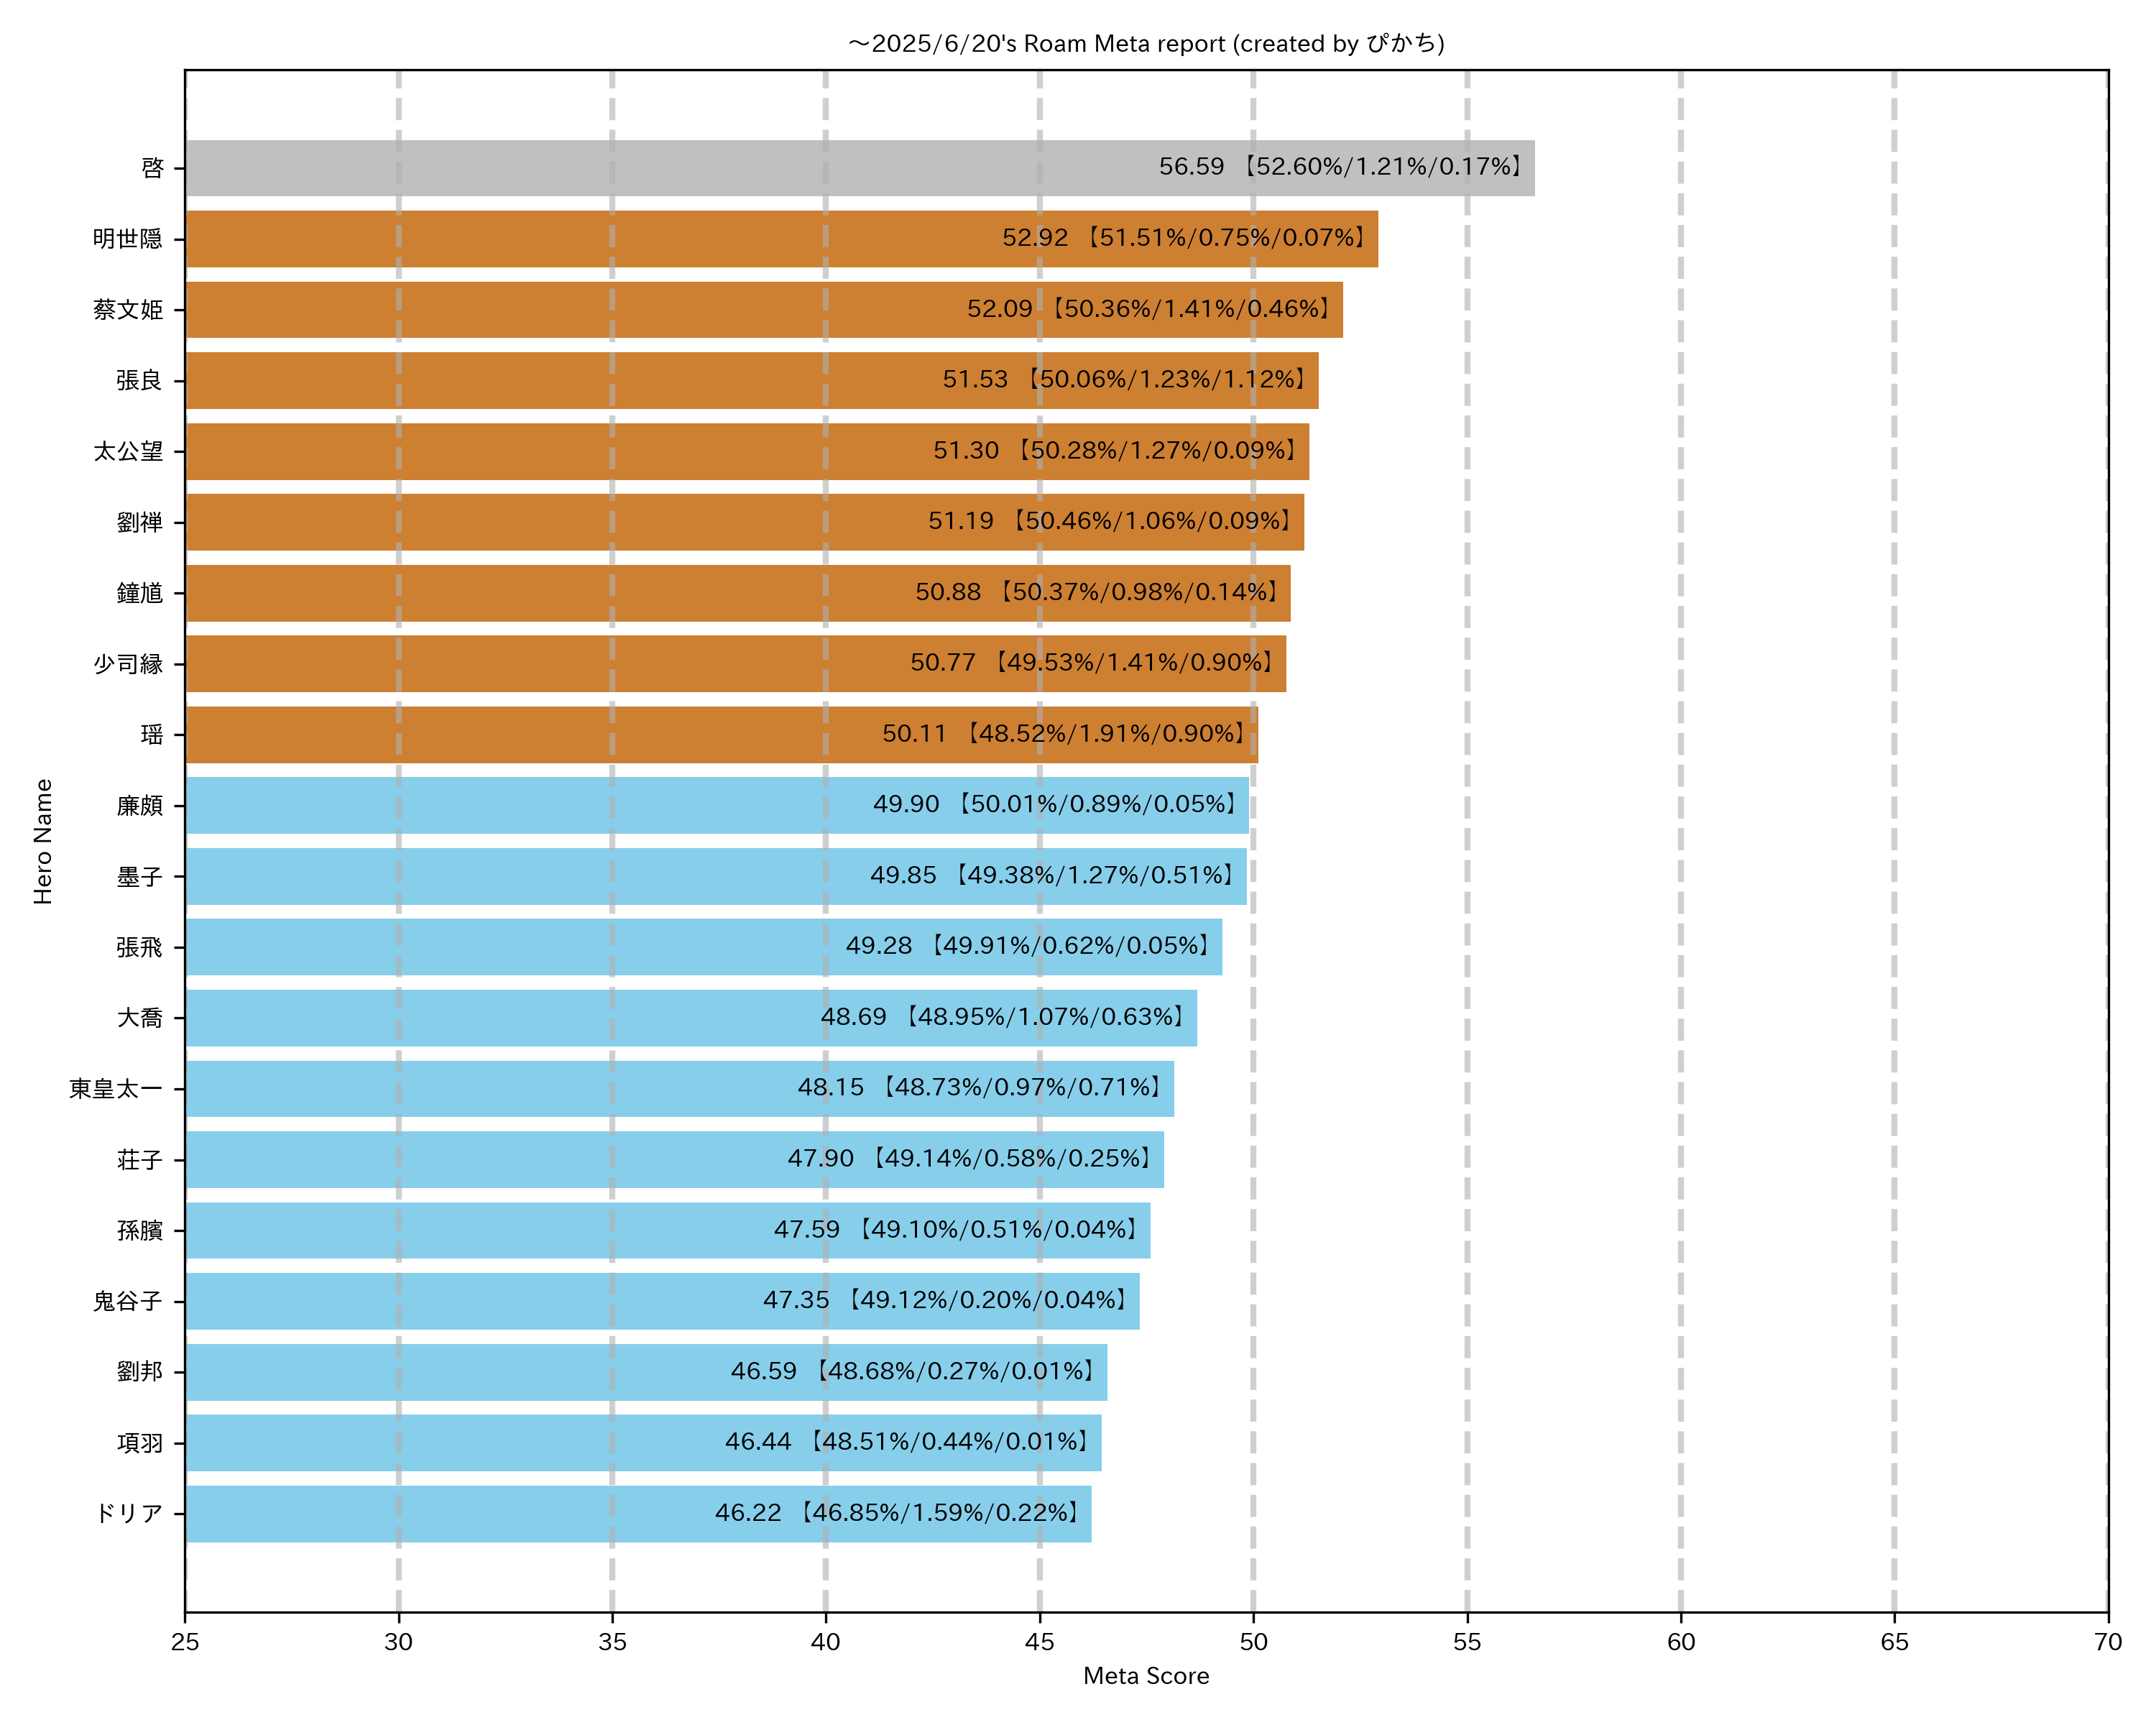 ～2025/6/20's Roam Meta report (created by ぴかち)
啓 56.59 【52.60%/1.21%/0.17%】
明世隠 52.92 【51.51%/0.75%/0.07%】
蔡文姫 52.09 【50.36%/1.41%/0.46%】
張良 51.53 【50.06%/1.23%/1.12%】
太公望 51.30 【50.28%/1.27%/0.09%】
劉禅 51.19 【50.46%/1.06%/0.09%】
鐘馗 50.88 【50.37%/0.98%/0.14%】
少司縁 50.77 【49.53%/1.41%/0.90%】
瑶 50.11 【48.52%/1.91%/0.90%】
廉頗 49.90 【50.01%/0.89%/0.05%】
墨子 49.85 【49.38%/1.27%/0.51%】
張飛 49.28 【49.91%/0.62%/0.05%】
大喬 48.69 【48.95%/1.07%/0.63%】
東皇太一 48.15 【48.73%/0.97%/0.71%】
荘子 47.90 【49.14%/0.58%/0.25%】
孫臏 47.59 【49.10%/0.51%/0.04%】
鬼谷子 47.35 【49.12%/0.20%/0.04%】
劉邦 46.59 【48.68%/0.27%/0.01%】
項羽 46.44 【48.51%/0.44%/0.01%】
ドリア 46.22 【46.85%/1.59%/0.22%】
Hero Name
25 30 35 40 45 50 55 60 65 70
Meta Score